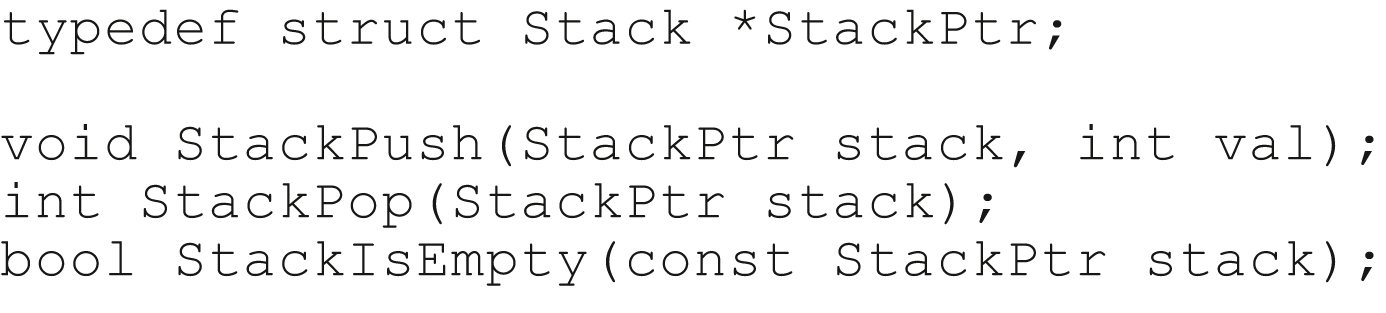 typedef struct Stack *StackPtr;
void StackPush(StackPtr stack, int val);
int StackPop(StackPtr stack);
bool StackIsEmpty(const StackPtr stack);